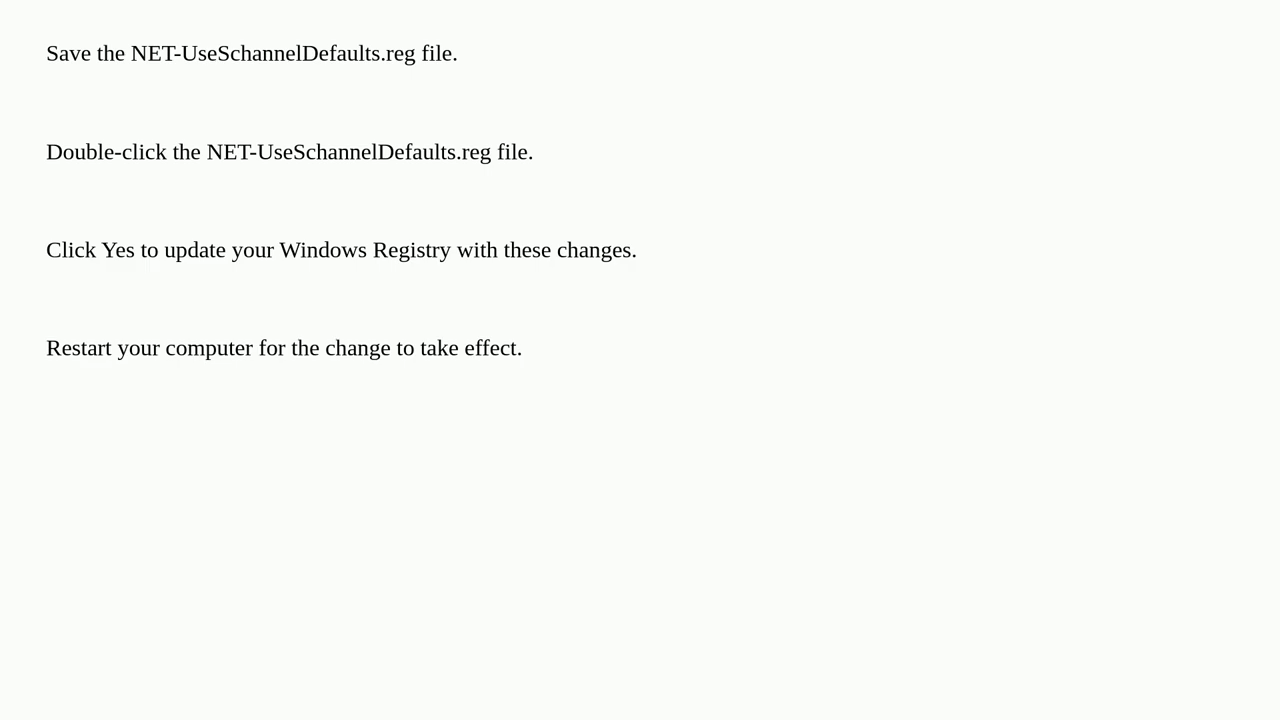 Save the NET-UseSchannelDefaults.reg file.
Double-click the NET-UseSchannelDefaults.reg file.
Click Yes to update your Windows Registry with these changes.
Restart your computer for the change to take effect.